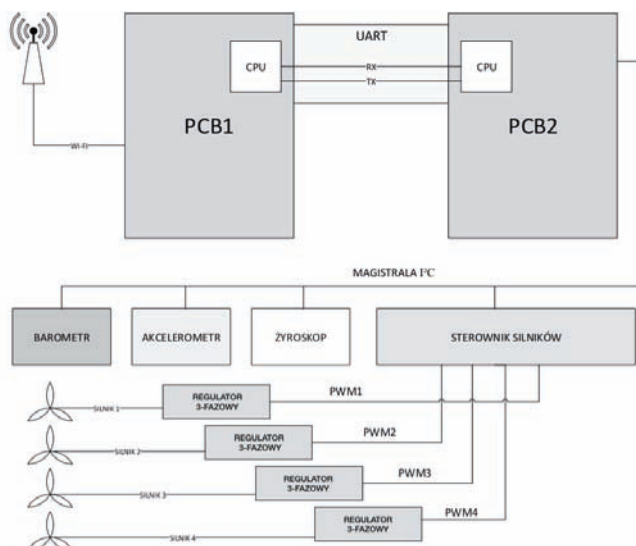 UART
CPU
RX
CPU
TX
PCB1
PCB2
WI-FI
MAGISTRALA I²C
BAROMETR
AKCELEROMETR
ŻYROSKOP
STEROWNIK SILNIKÓW
SILNIK 1
REGULATOR
3-FAZOWY
PWM1
SILNIK 2
REGULATOR
3-FAZOWY
PWM2
SILNIK 3
REGULATOR
3-FAZOWY
PWM3
SILNIK 4
REGULATOR
3-FAZOWY
PWM4